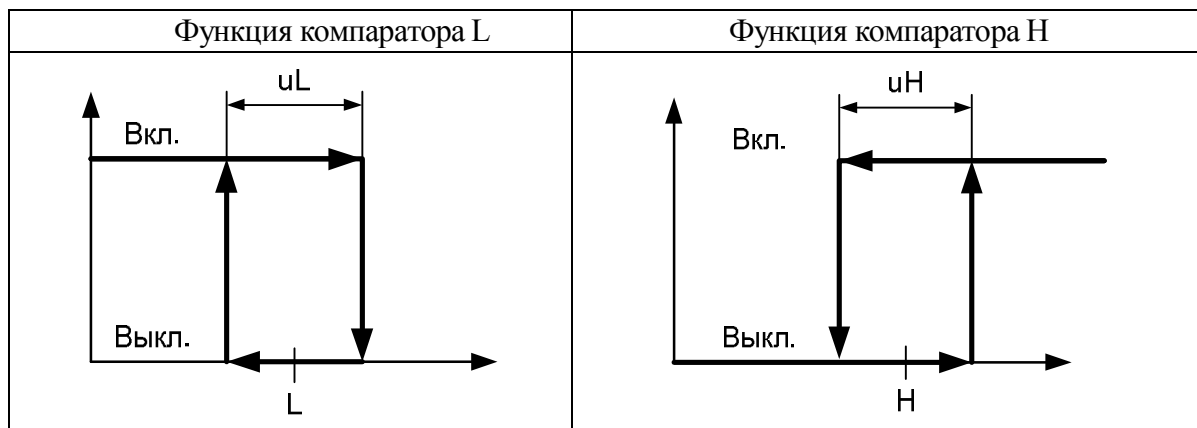 Функция компаратора L
Функция компаратора H
uL
Вкл.
Выкл.
L
uH
Вкл.
Выкл.
H